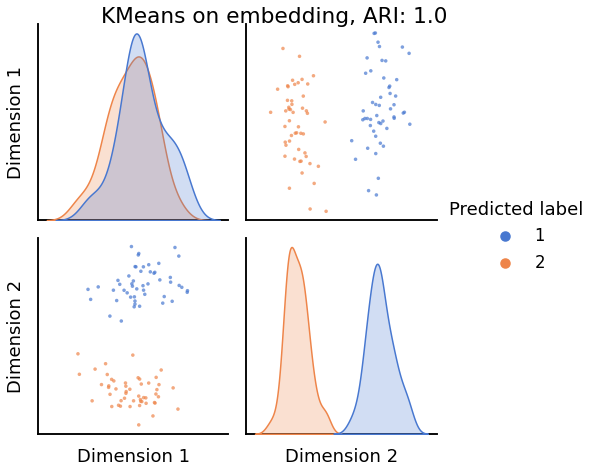 KMeans on embedding, ARI: 1.0
Dimension 1
Dimension 2
Dimension 1
Dimension 2
Predicted label
1
2